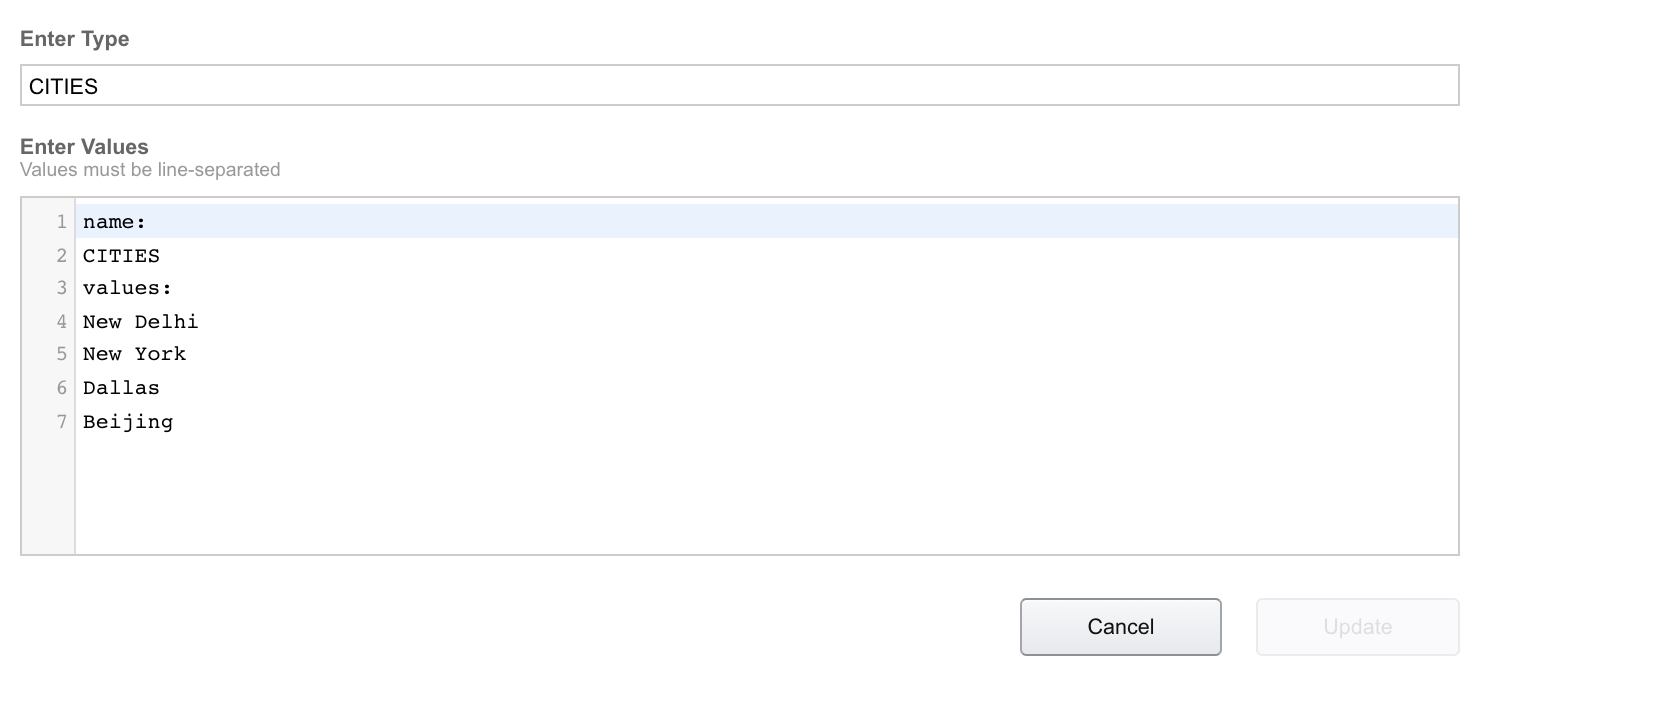 Enter Type
CITIES
Enter Values
Values must be line-separated
1 name:
2 CITIES
3 values:
4 New Delhi
5 New York
6 Dallas
7 Beijing
Cancel Update